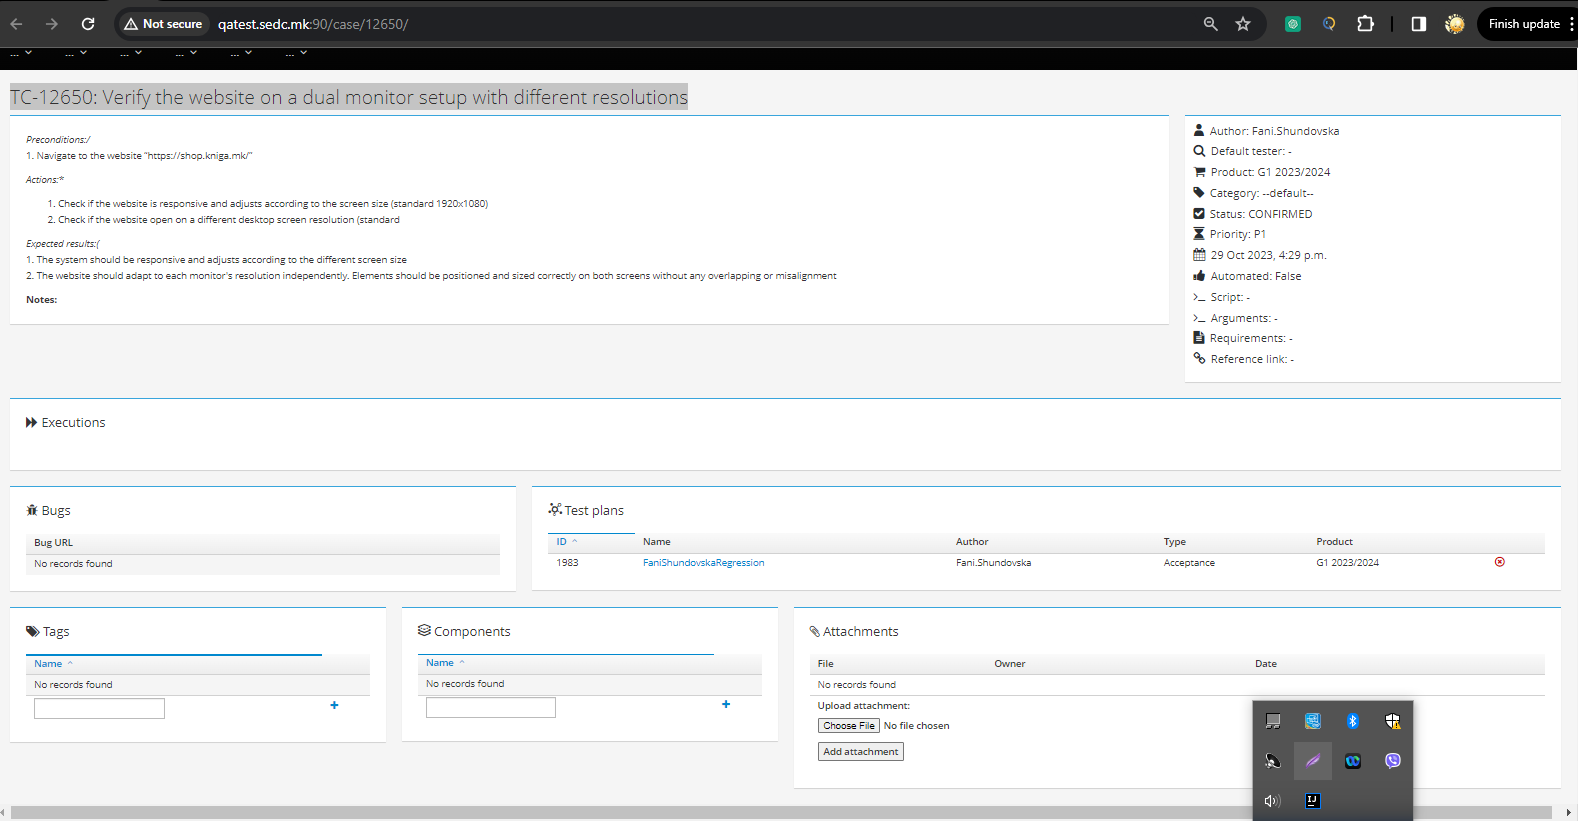 Not secure
qatest.sedc.mk:90/case/12650/
Finish update
... ... ... ... ... ...
TC-12650: Verify the website on a dual monitor setup with different resolutions
Preconditions:/
1. Navigate to the website “https://shop.kniga.mk/”
Actions:*
1. Check if the website is responsive and adjusts according to the screen size (standard 1920x1080)
2. Check if the website open on a different desktop screen resolution (standard
Expected results:(
1. The system should be responsive and adjusts according to the different screen size
2. The website should adapt to each monitor's resolution independently. Elements should be positioned and sized correctly on both screens without any overlapping or misalignment
Notes:
Author: Fani.Shundovska
Default tester: -
Product: G1 2023/2024
Category: --default--
Status: CONFIRMED
Priority: P1
29 Oct 2023, 4:29 p.m.
Automated: False
Script: -
Arguments: -
Requirements: -
Reference link: -
Executions
Bugs
Bug URL
No records found
Test plans
ID Name Author Type Product
1983 FaniShundovskaRegression Fani.Shundovska Acceptance G1 2023/2024
Tags
Name
No records found
Components
Name
No records found
Attachments
File Owner Date
No records found
Upload attachment:
Choose File No file chosen
Add attachment
IJ